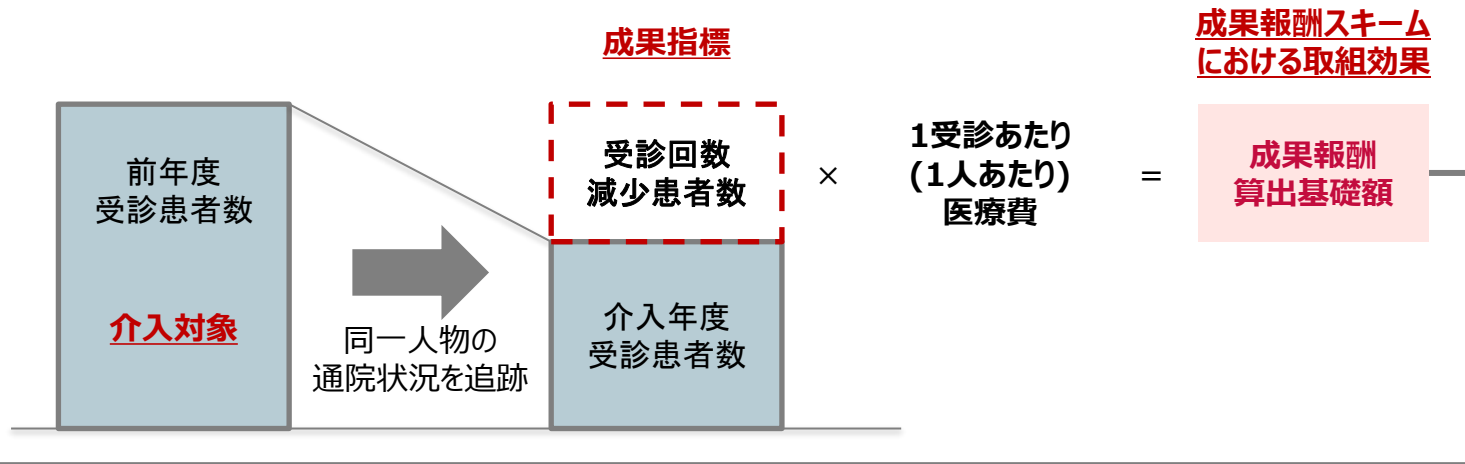 成果指標
成果報酬スキーム
における取組効果
前年度
受診患者数
介入対象
同一人物の
通院状況を追跡
受診回数
減少患者数
介入年度
受診患者数
×
1受診あたり
(1人あたり)
医療費
=
成果報酬
算出基礎額